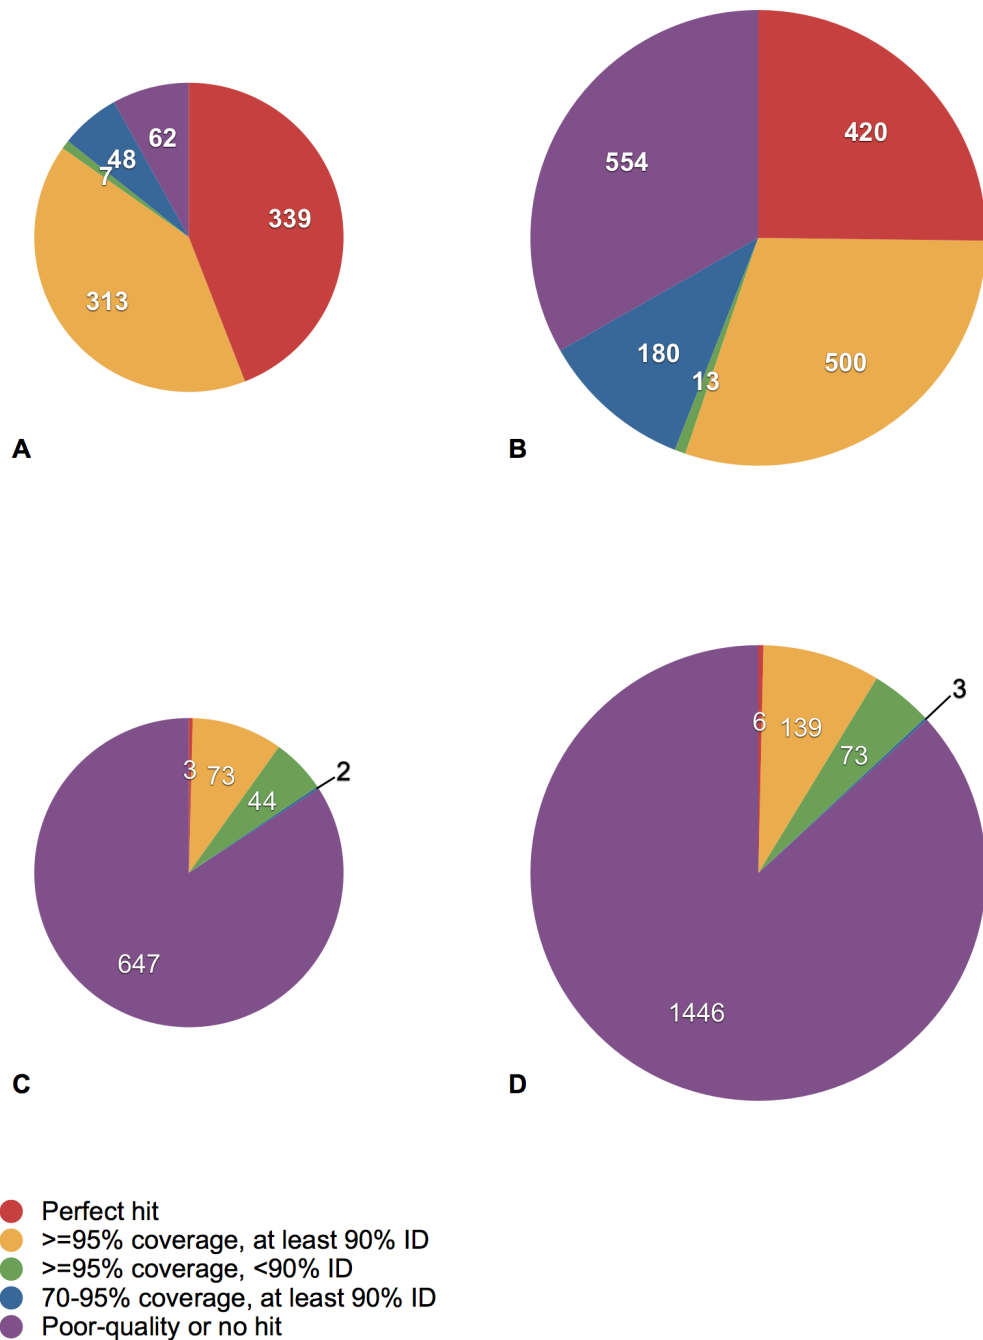 62
48
7
339
313
A
420
554
180
13
500
B
3
73
2
44
647
C
3
6
139
73
1446
D
Perfect hit
>=95% coverage, at least 90% ID
>=95% coverage, <90% ID
70-95% coverage, at least 90% ID
Poor-quality or no hit